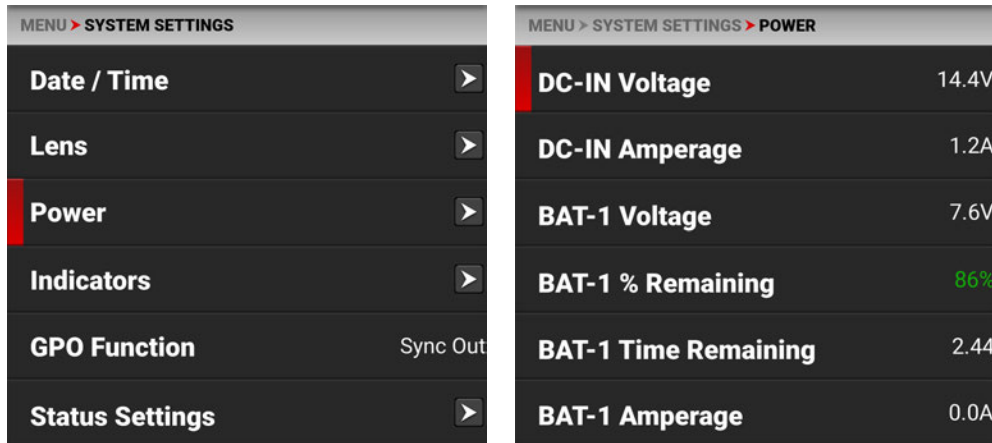 MENU > SYSTEM SETTINGS
Date / Time
Lens
Power
Indicators
GPO Function Sync Out
Status Settings
MENU > SYSTEM SETTINGS > POWER
DC-IN Voltage 14.4V
DC-IN Amperage 1.2A
BAT-1 Voltage 7.6V
BAT-1 % Remaining 86%
BAT-1 Time Remaining 2.44
BAT-1 Amperage 0.0A